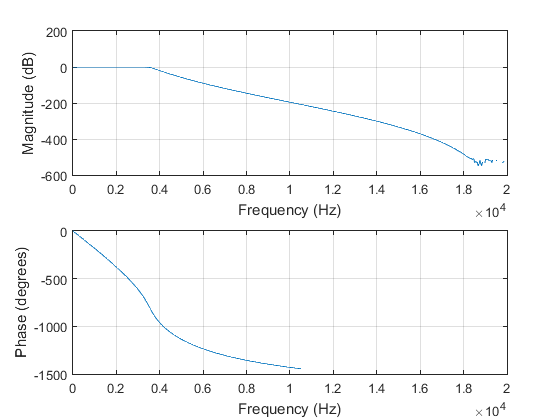 200
0
-200
-400
-600
Magnitude (dB)
0 0.2 0.4 0.6 0.8 1 1.2 1.4 1.6 1.8 2
Frequency (Hz)
×10^4
0
-500
-1000
-1500
Phase (degrees)
0 0.2 0.4 0.6 0.8 1 1.2 1.4 1.6 1.8 2
Frequency (Hz)
×10^4